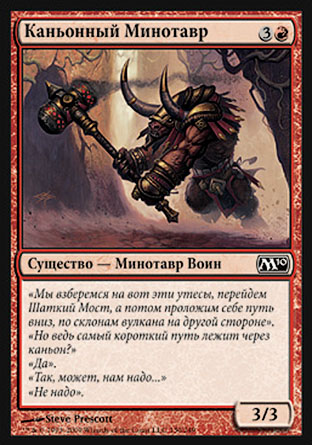 Каньонный Минотавр 3
Существо — Минотавр Воин M10
«Мы взберемся на вот эти утесы, перейдем
Шаткий Мост, а потом проложим себе путь
вниз, по склонам вулкана на другой стороне».
«Но ведь самый короткий путь лежит через
каньон?»
«Да».
«Так, может, нам надо...»
«Не надо».
Steve Prescott
3/3